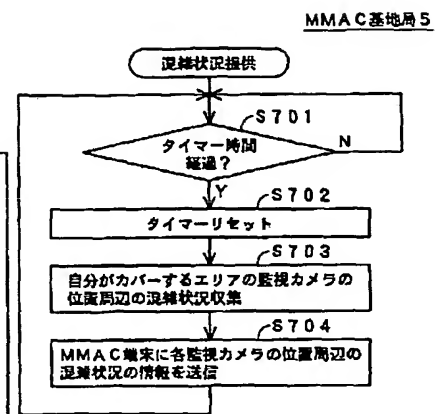 MMAC基地局5
混雑状況提供
S701
タイマー時間
経過?
N
Y
S702
タイマーリセット
S703
自分がカバーするエリアの監視カメラの
位置周辺の混雑状況収集
S704
MMAC端末に各監視カメラの位置周辺の
混雑状況の情報を送信